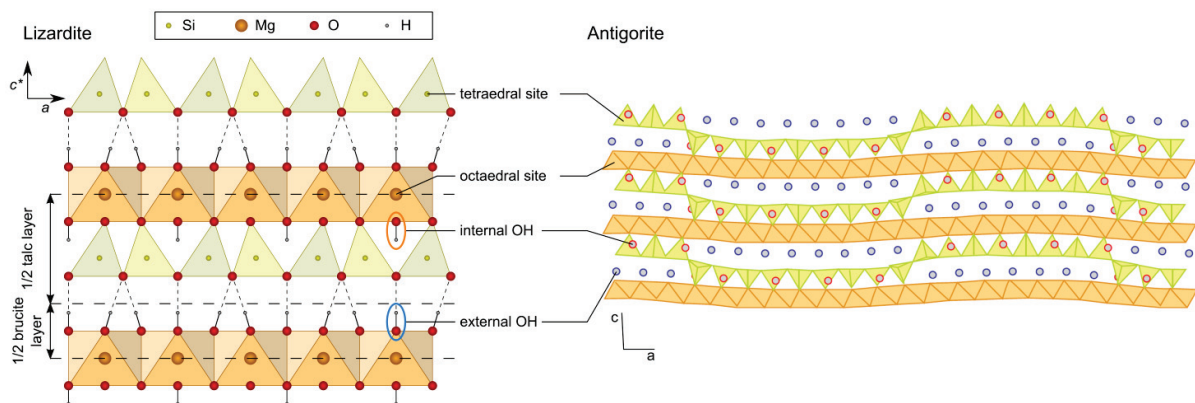 Si Mg O H
Lizardite
Antigorite
c*
a
tetraedral site
octaedral site
internal OH
external OH
1/2 talc layer
1/2 brucite
layer
c
a